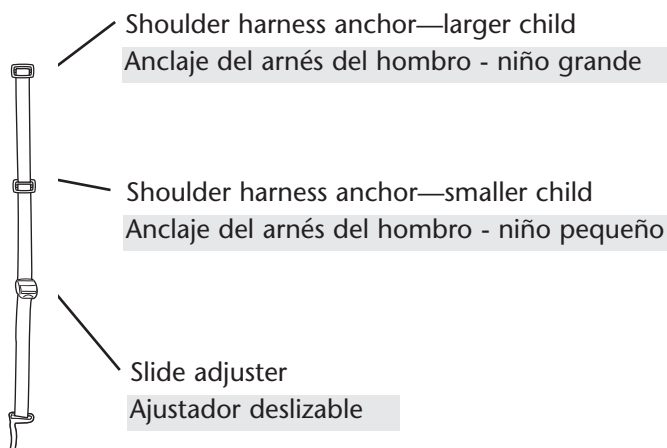 Shoulder harness anchor—larger child
Anclaje del arnés del hombro - niño grande
Shoulder harness anchor—smaller child
Anclaje del arnés del hombro - niño pequeño
Slide adjuster
Ajustador deslizable